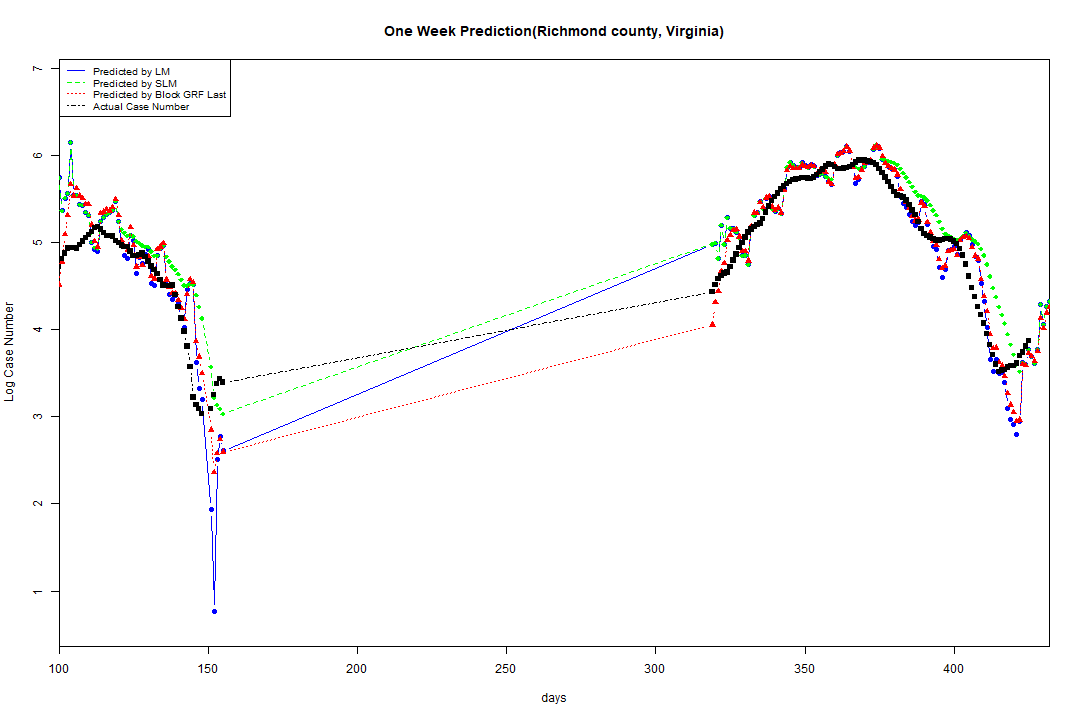 One Week Prediction(Richmond county, Virginia)
Predicted by LM
Predicted by SLM
Predicted by Block GRF Last
Actual Case Number
Log Case Number
7
6
5
4
3
2
1
100 150 200 250 300 350 400
days